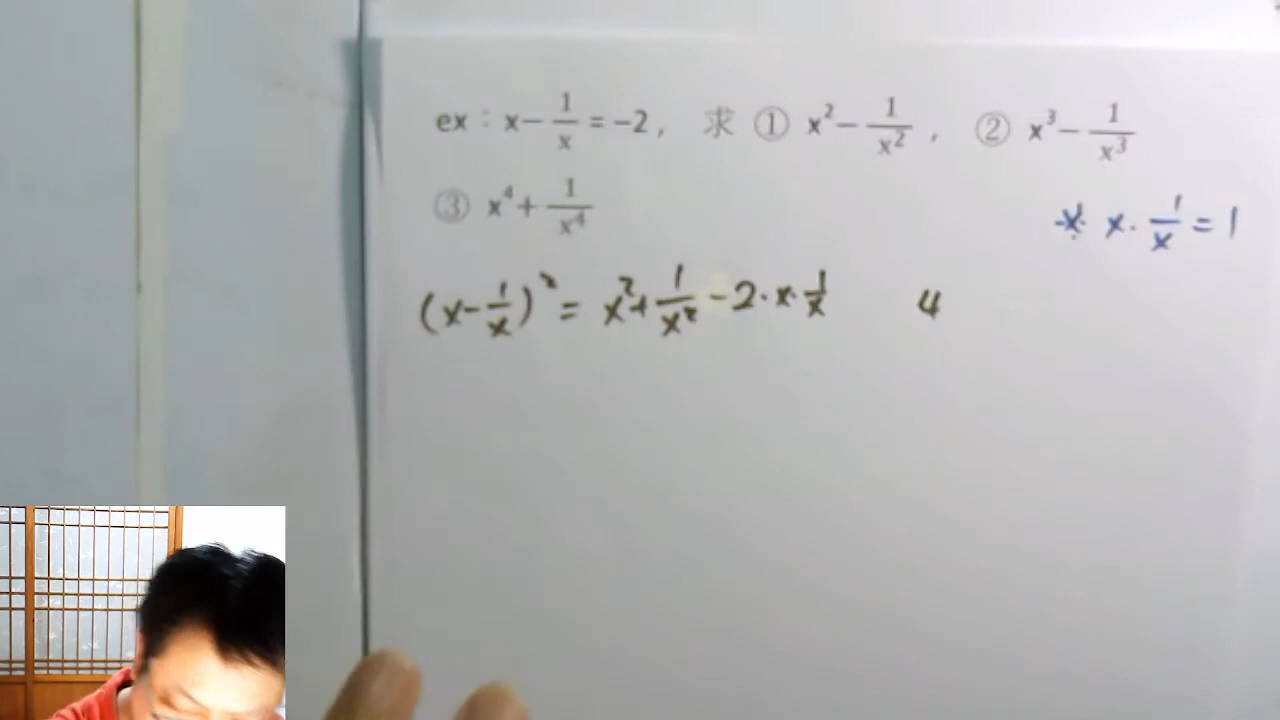 ex：x－1/x＝－2， 求 ① x²－1/x²， ② x³－1/x³
③ x⁴＋1/x⁴
※ x·1/x＝1
(x－1/x)²＝x²＋1/x²－2·x·1/x 4